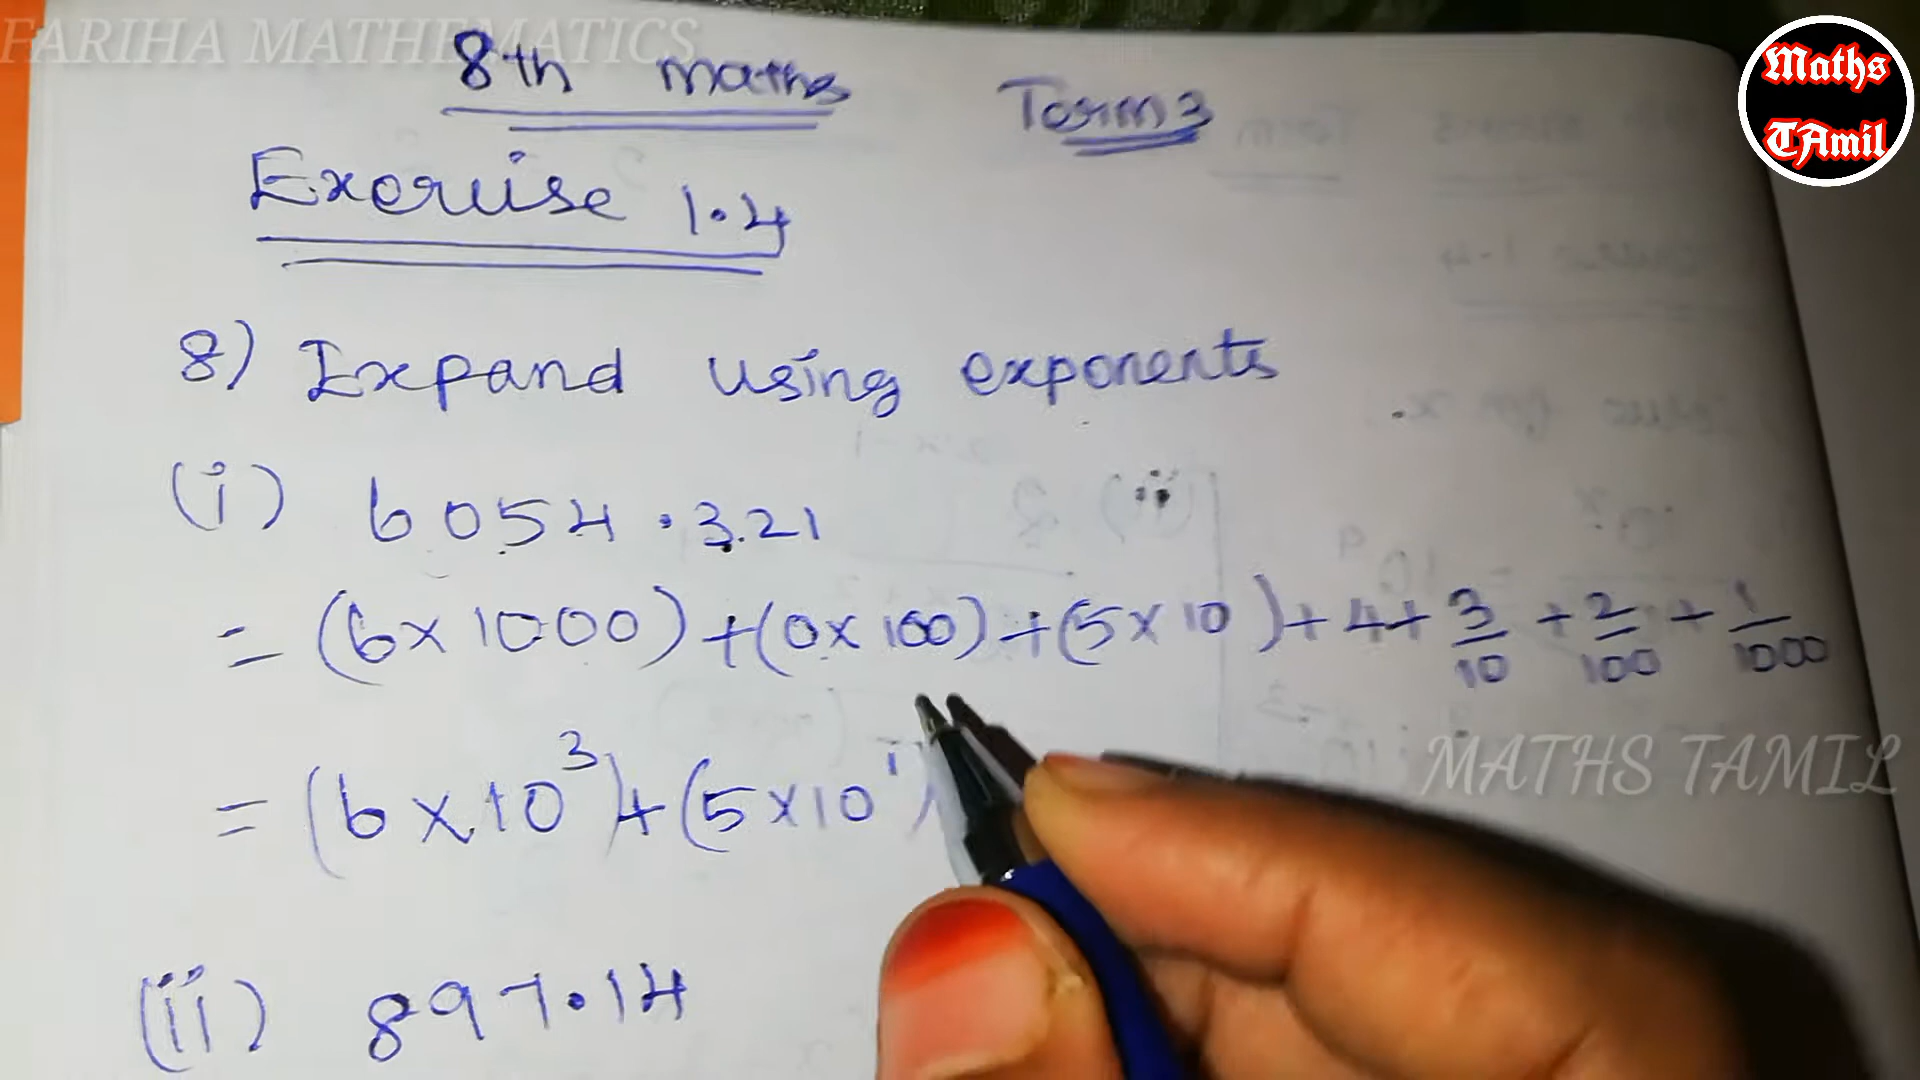 FARIHA MATHEMATICS
8th maths Term 3
Maths
TAmil
Exercise 1.4
8) Expand using exponents
(i) 6054.321
= (6×1000)+(0×100)+(5×10)+4+3/10+2/100+1/1000
= (6×10³)+(5×10¹)
MATHS TAMIL
(ii) 897.14